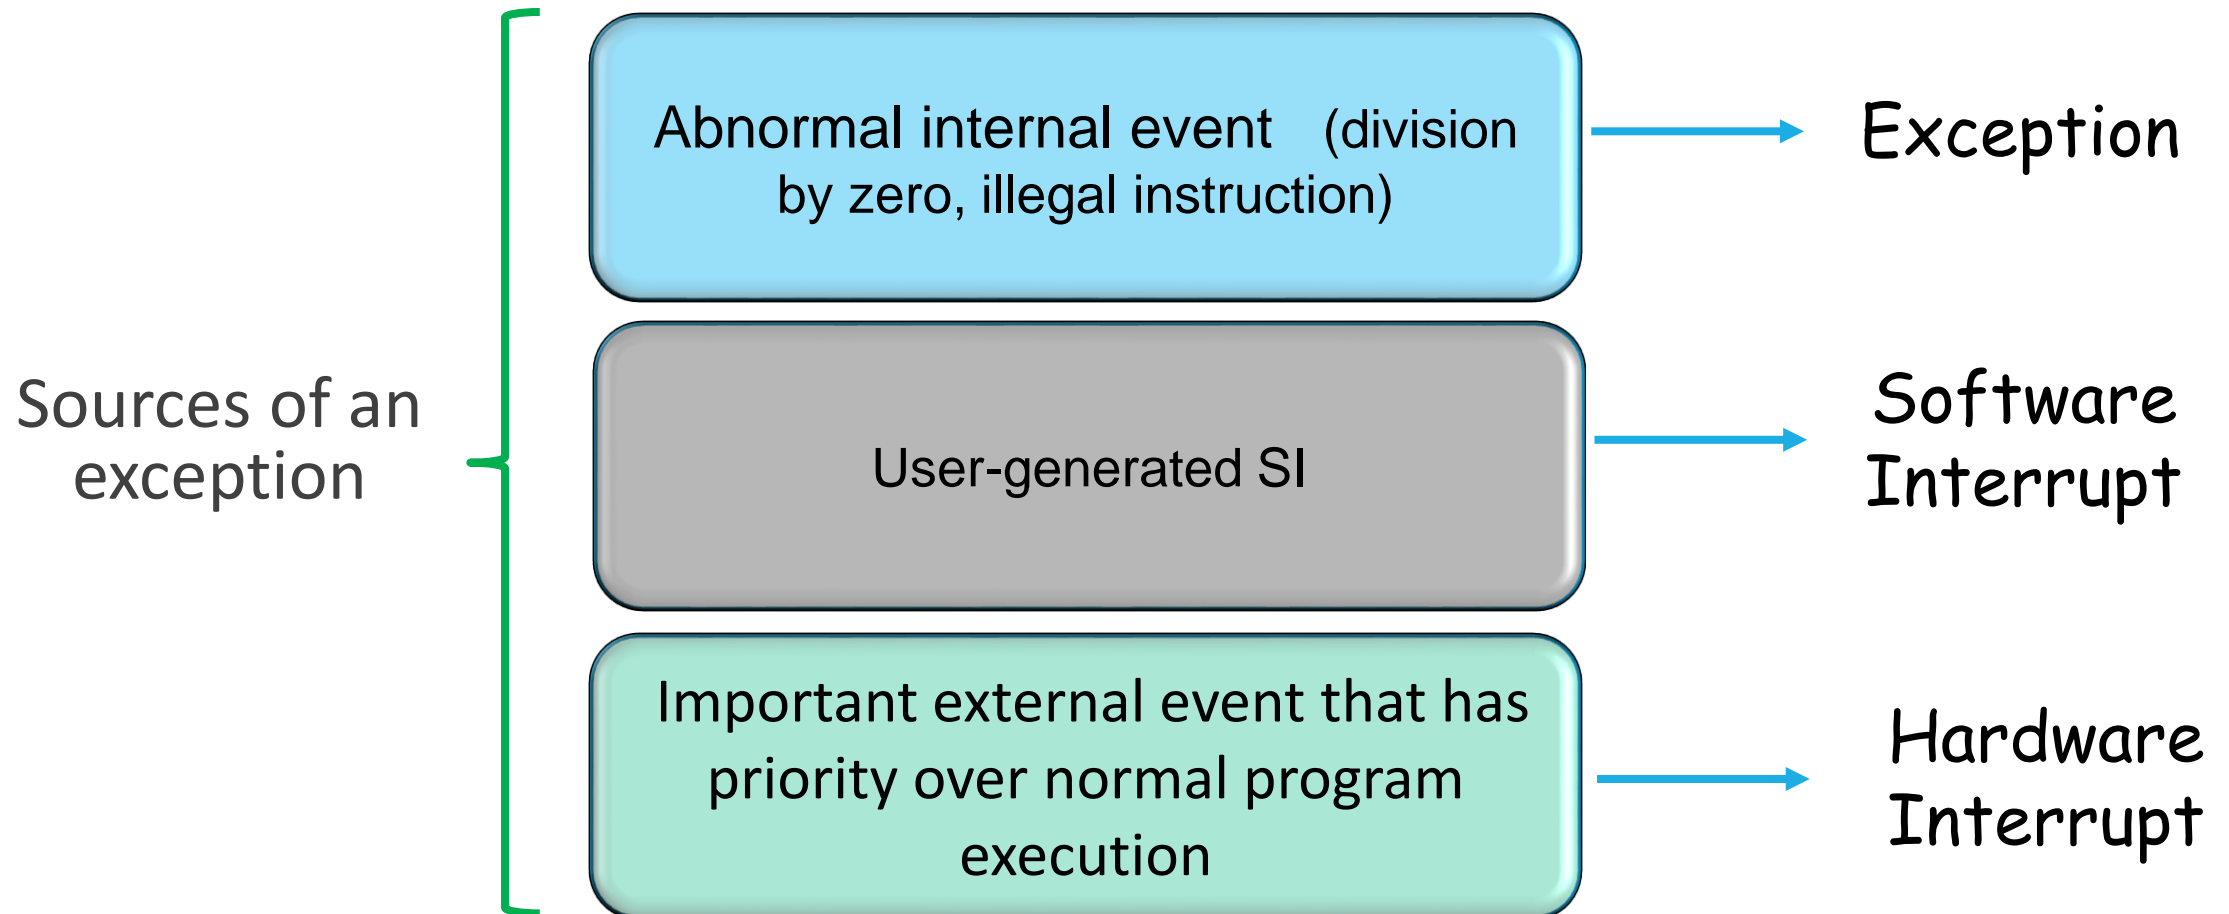 Sources of an
exception
Abnormal internal event (division
by zero, illegal instruction)
Exception
User-generated SI
Software
Interrupt
Important external event that has
priority over normal program
execution
Hardware
Interrupt